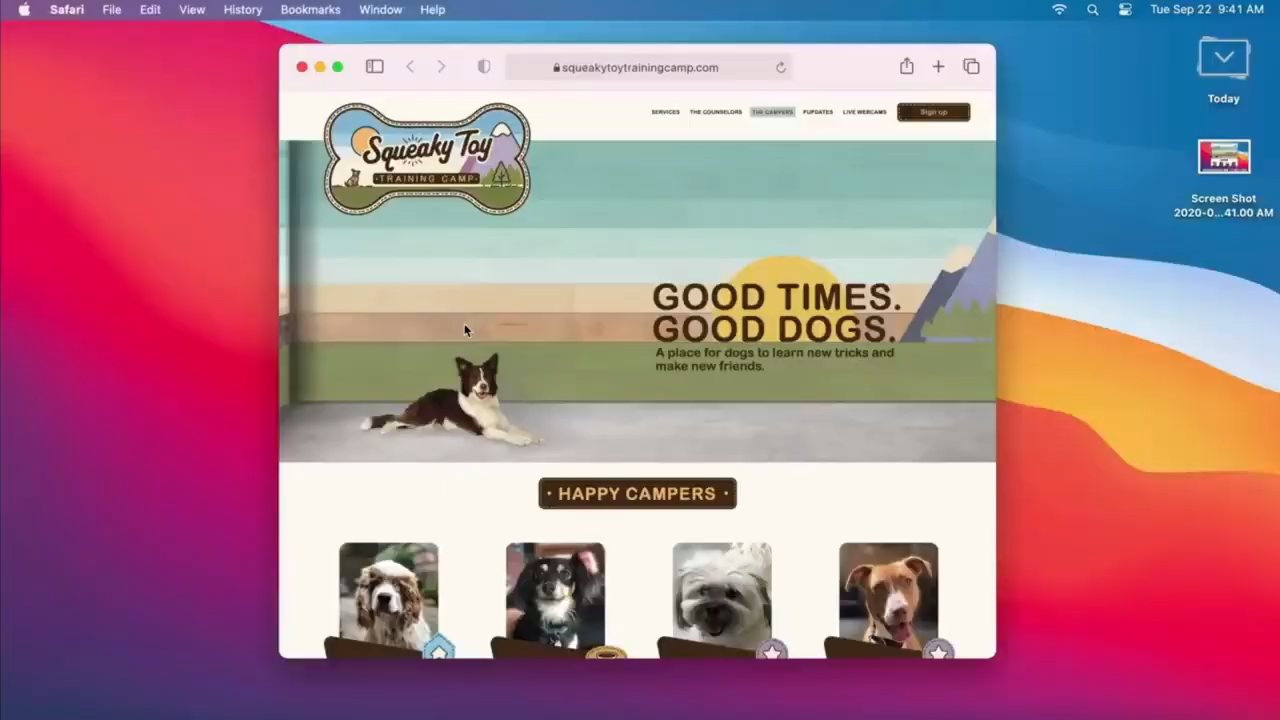 Safari File Edit View History Bookmarks Window Help
Tue Sep 22 9:41 AM
squeakytoytrainingcamp.com
Today
Screen Shot
2020-0...41.00 AM
SERVICES THE COUNSELORS THE CAMPERS PUPDATES LIVE WEBCAMS Sign up
Squeaky Toy
TRAINING CAMP
GOOD TIMES.
GOOD DOGS.
A place for dogs to learn new tricks and
make new friends.
HAPPY CAMPERS